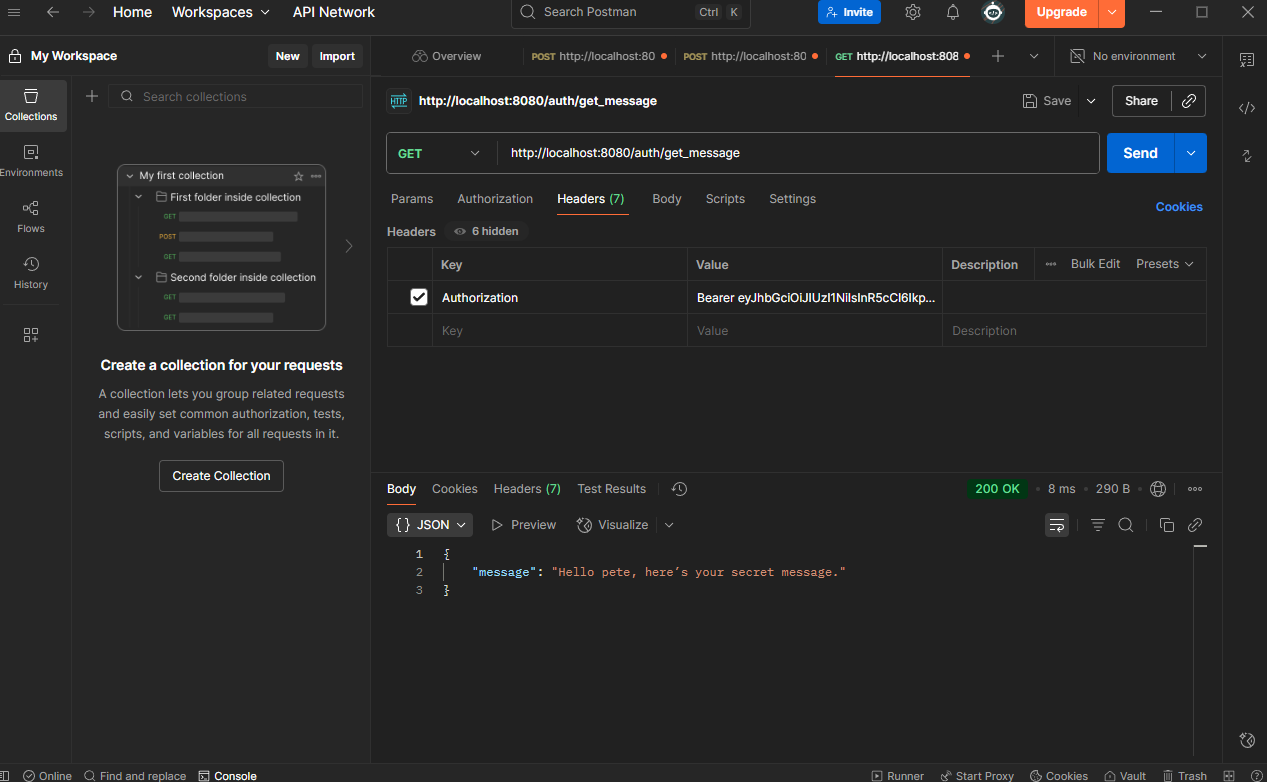 Home Workspaces API Network Search Postman Ctrl K Invite Upgrade
My Workspace New Import Overview POST http://localhost:80 POST http://localhost:80 GET http://localhost:808 No environment
Collections
Environments
Flows
History
Search collections
My first collection
First folder inside collection
GET
POST
GET
Second folder inside collection
GET
GET
Create a collection for your requests
A collection lets you group related requests
and easily set common authorization, tests,
scripts, and variables for all requests in it.
Create Collection
HTTP http://localhost:8080/auth/get_message Save Share
GET http://localhost:8080/auth/get_message Send
Params Authorization Headers (7) Body Scripts Settings Cookies
Headers 6 hidden
Key Value Description Bulk Edit Presets
Authorization Bearer eyJhbGciOiJIUzI1NiIsInR5cCI6Ikp...
Key Value Description
Body Cookies Headers (7) Test Results 200 OK 8 ms 290 B
{} JSON Preview Visualize
1 {
2 "message": "Hello pete, here's your secret message."
3 }
Online Find and replace Console Runner Start Proxy Cookies Vault Trash